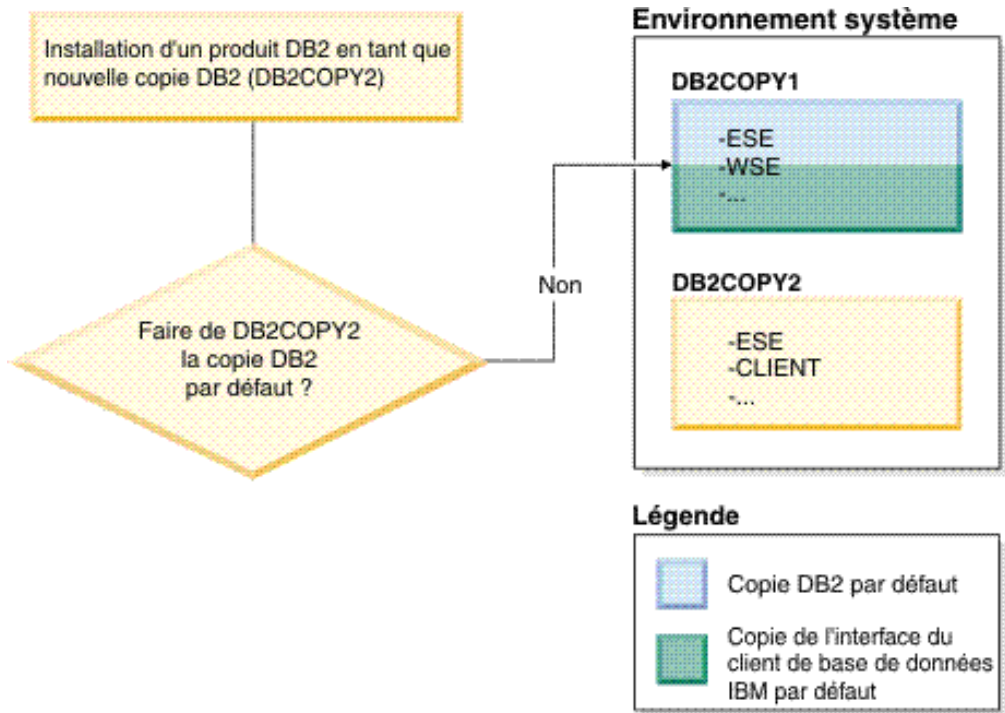 Installation d'un produit DB2 en tant que
nouvelle copie DB2 (DB2COPY2)
Faire de DB2COPY2
la copie DB2
par défaut ?
Non
Environnement système
DB2COPY1
-ESE
-WSE
-...
DB2COPY2
-ESE
-CLIENT
-...
Légende
Copie DB2 par défaut
Copie de l'interface du
client de base de données
IBM par défaut